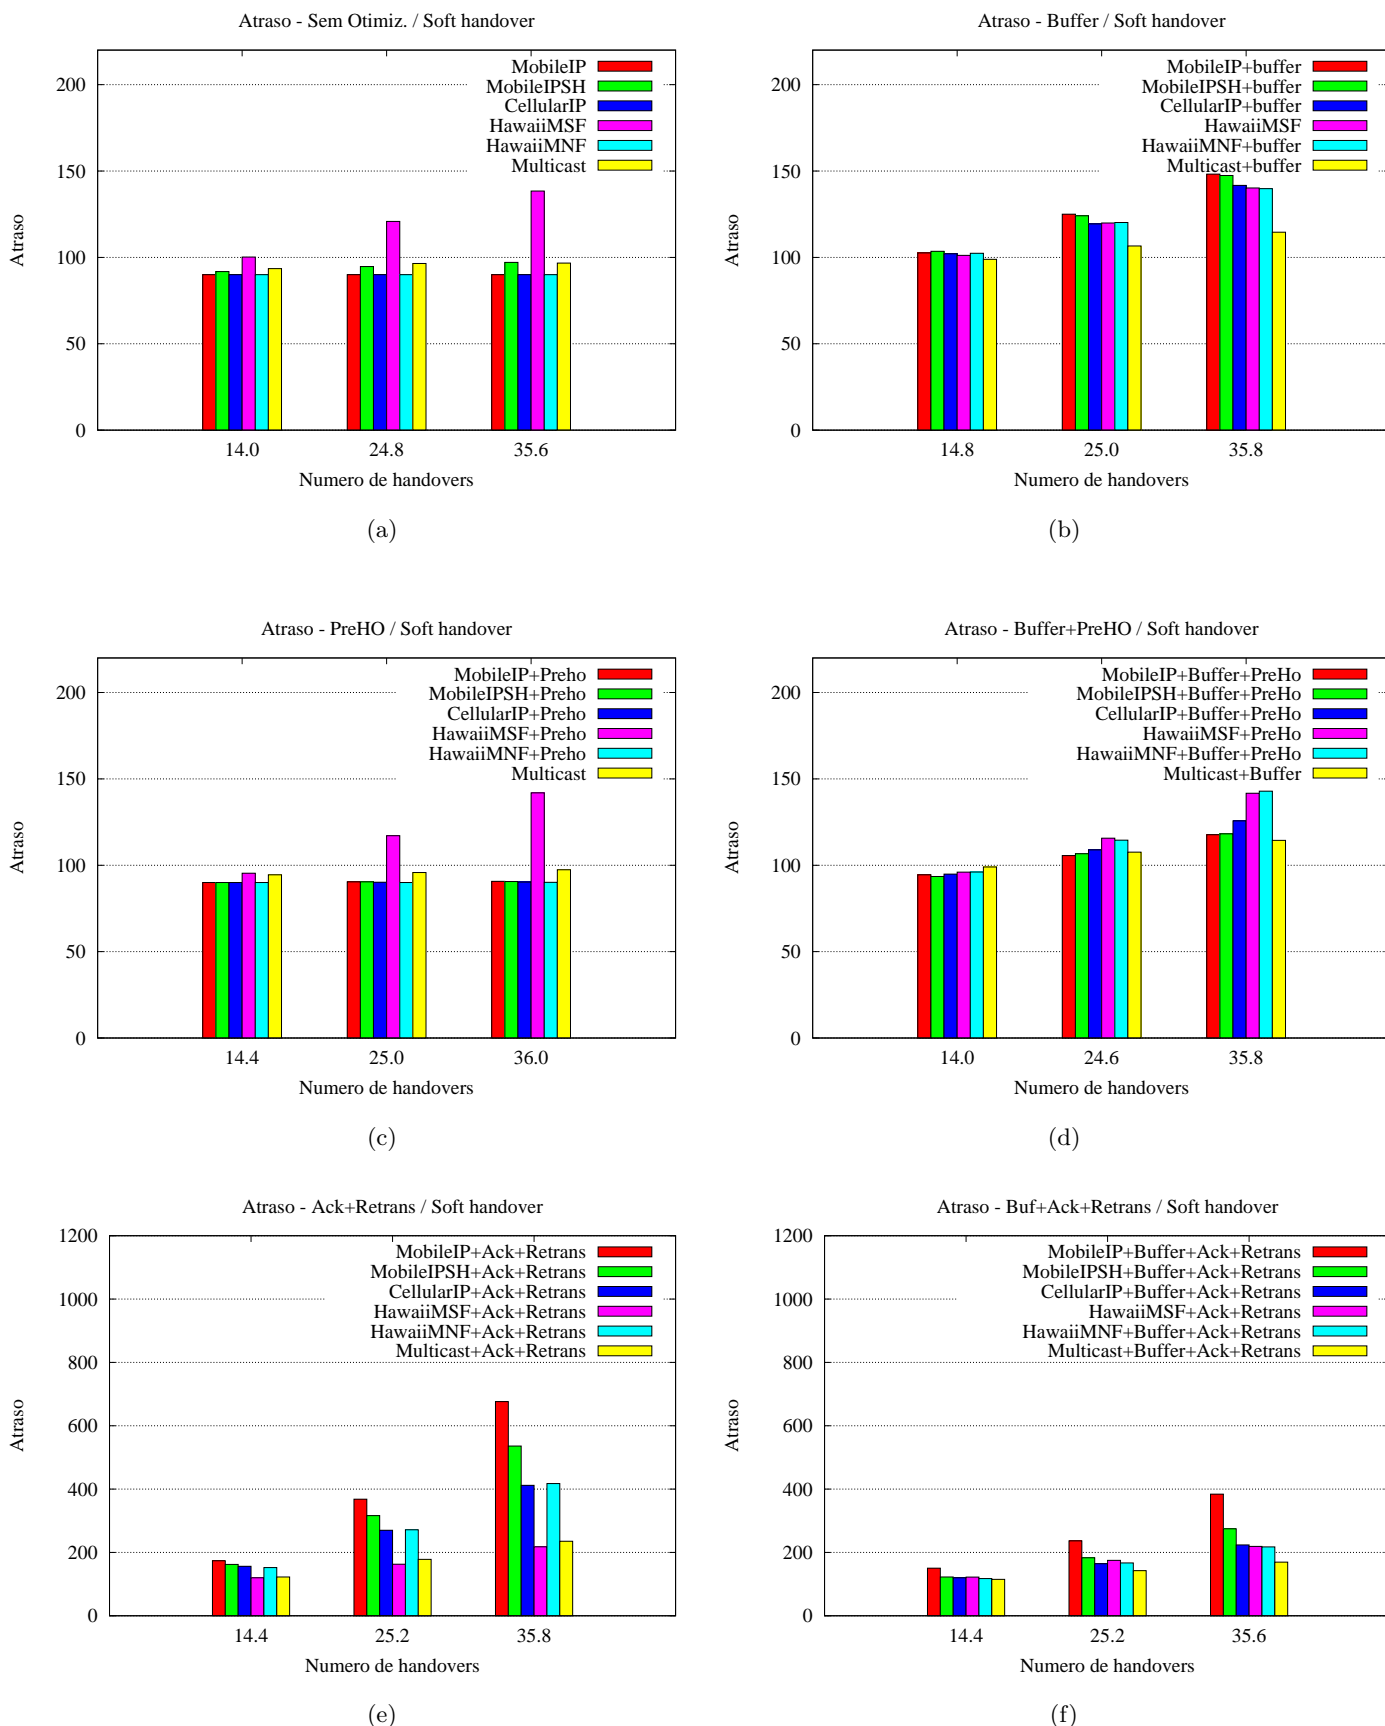 Atraso - Sem Otimiz. / Soft handover
MobileIP
MobileIPSH
CellularIP
HawaiiMSF
HawaiiMNF
Multicast
200
150
100
50
0
Atraso
14.0 24.8 35.6
Numero de handovers
(a)
Atraso - Buffer / Soft handover
MobileIP+buffer
MobileIPSH+buffer
CellularIP+buffer
HawaiiMSF
HawaiiMNF+buffer
Multicast+buffer
200
150
100
50
0
Atraso
14.8 25.0 35.8
Numero de handovers
(b)
Atraso - PreHO / Soft handover
MobileIP+Preho
MobileIPSH+Preho
CellularIP+Preho
HawaiiMSF+Preho
HawaiiMNF+Preho
Multicast
200
150
100
50
0
Atraso
14.4 25.0 36.0
Numero de handovers
(c)
Atraso - Buffer+PreHO / Soft handover
MobileIP+Buffer+PreHo
MobileIPSH+Buffer+PreHo
CellularIP+Buffer+PreHo
HawaiiMSF+PreHo
HawaiiMNF+Buffer+PreHo
Multicast+Buffer
200
150
100
50
0
Atraso
14.0 24.6 35.8
Numero de handovers
(d)
Atraso - Ack+Retrans / Soft handover
MobileIP+Ack+Retrans
MobileIPSH+Ack+Retrans
CellularIP+Ack+Retrans
HawaiiMSF+Ack+Retrans
HawaiiMNF+Ack+Retrans
Multicast+Ack+Retrans
1200
1000
800
600
400
200
0
Atraso
14.4 25.2 35.8
Numero de handovers
(e)
Atraso - Buf+Ack+Retrans / Soft handover
MobileIP+Buffer+Ack+Retrans
MobileIPSH+Buffer+Ack+Retrans
CellularIP+Buffer+Ack+Retrans
HawaiiMSF+Ack+Retrans
HawaiiMNF+Buffer+Ack+Retrans
Multicast+Buffer+Ack+Retrans
1200
1000
800
600
400
200
0
Atraso
14.4 25.2 35.6
Numero de handovers
(f)